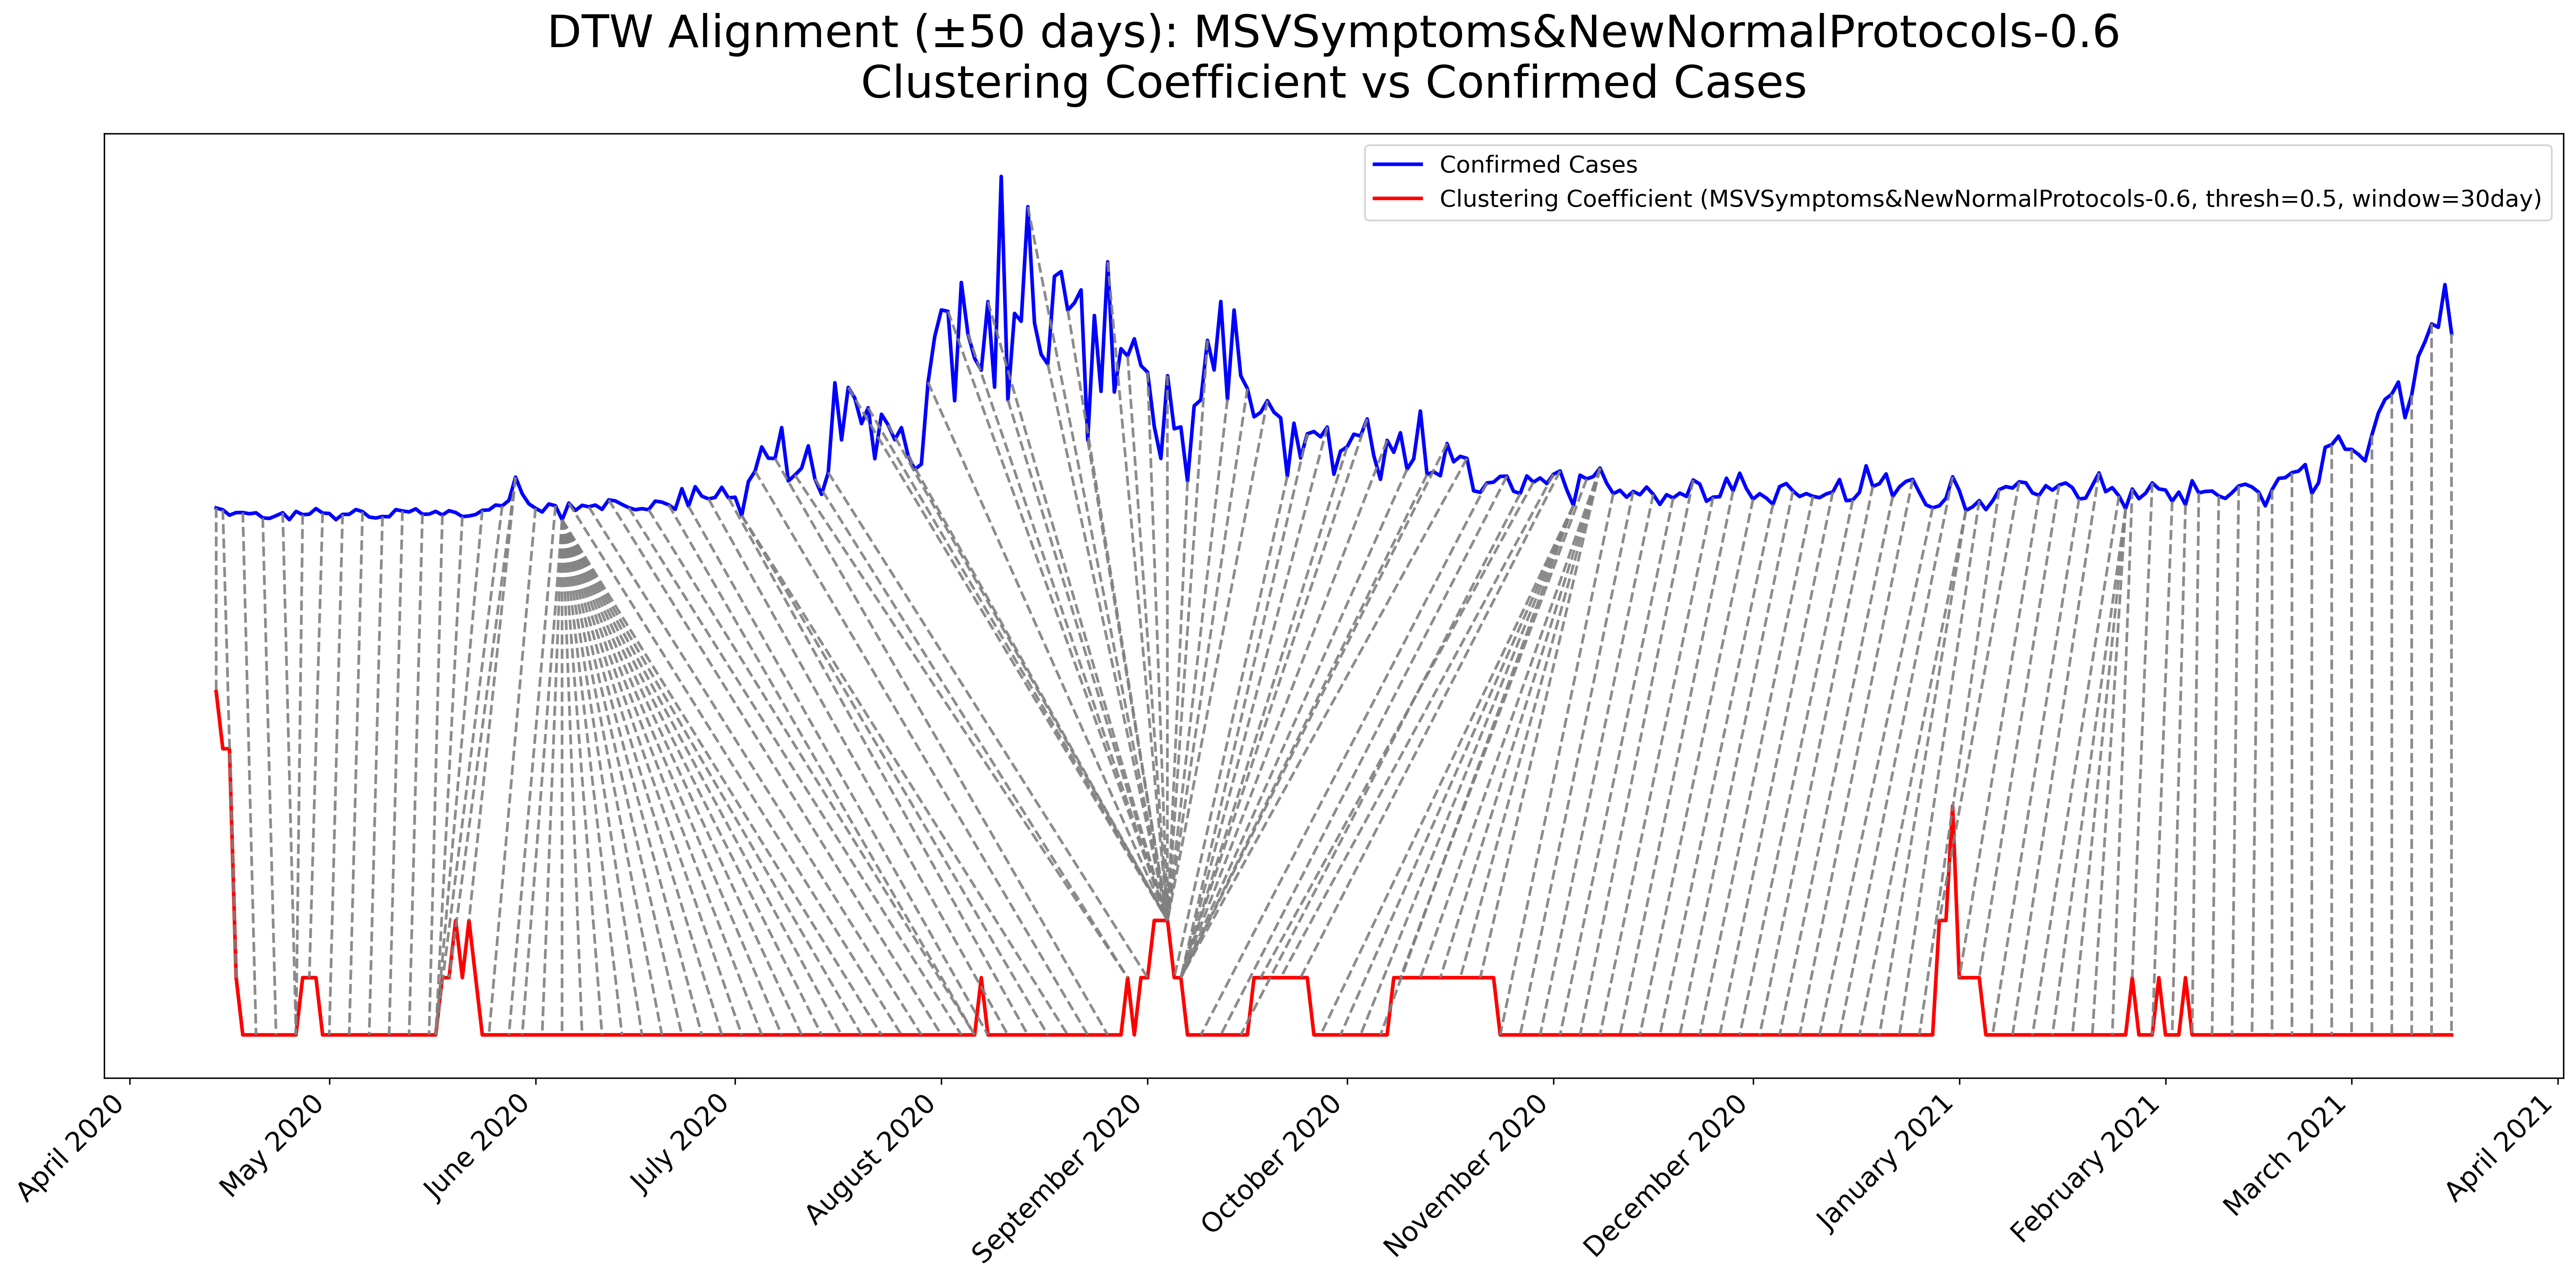 DTW Alignment (±50 days): MSVSymptoms&NewNormalProtocols-0.6
Clustering Coefficient vs Confirmed Cases
Confirmed Cases
Clustering Coefficient (MSVSymptoms&NewNormalProtocols-0.6, thresh=0.5, window=30day)
April 2020
May 2020
June 2020
July 2020
August 2020
September 2020
October 2020
November 2020
December 2020
January 2021
February 2021
March 2021
April 2021